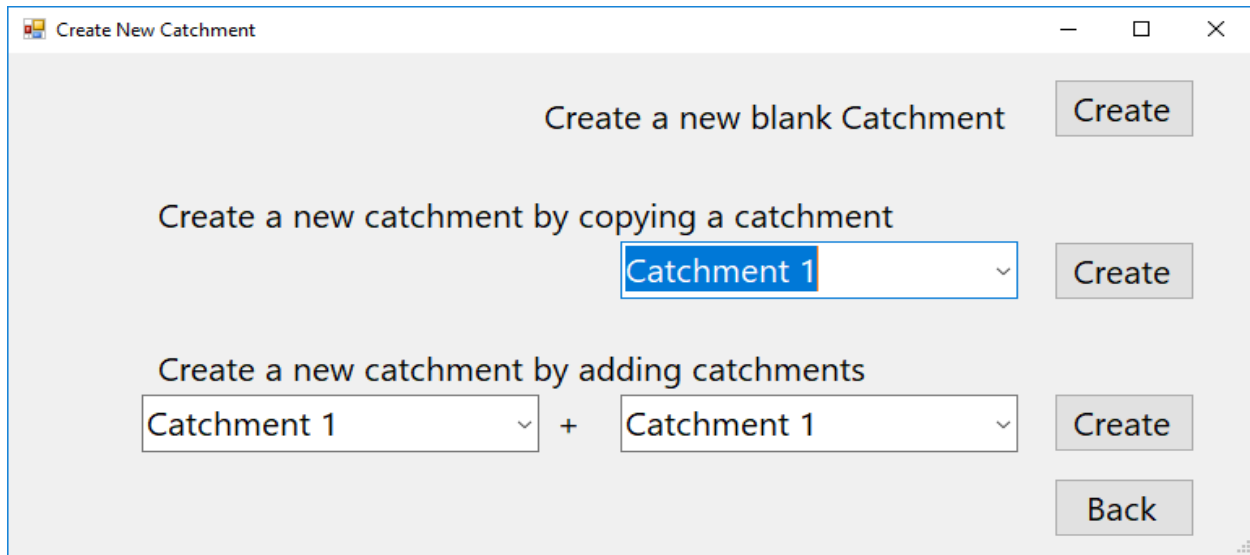 Create New Catchment
Create a new blank Catchment Create
Create a new catchment by copying a catchment
Catchment 1 Create
Create a new catchment by adding catchments
Catchment 1 + Catchment 1 Create
Back